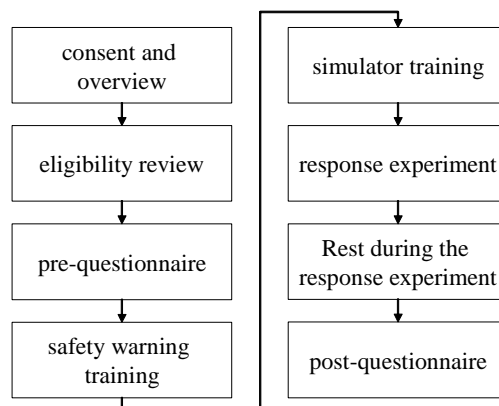 consent and
overview
eligibility review
pre-questionnaire
safety warning
training
simulator training
response experiment
Rest during the
response experiment
post-questionnaire